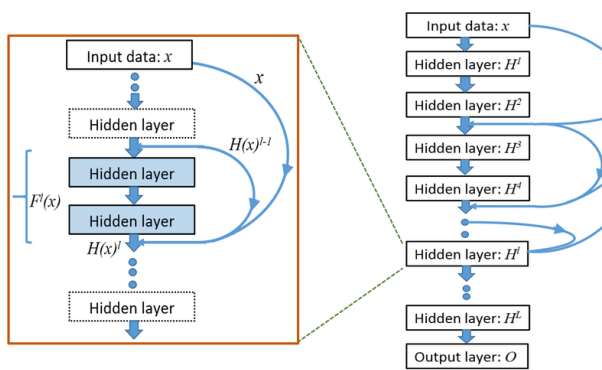 Input data: x
x
Hidden layer
H(x)^{l-1}
Hidden layer
F^l(x)
Hidden layer
H(x)^l
Hidden layer
Input data: x
Hidden layer: H^1
Hidden layer: H^2
Hidden layer: H^3
Hidden layer: H^4
Hidden layer: H^l
Hidden layer: H^L
Output layer: O